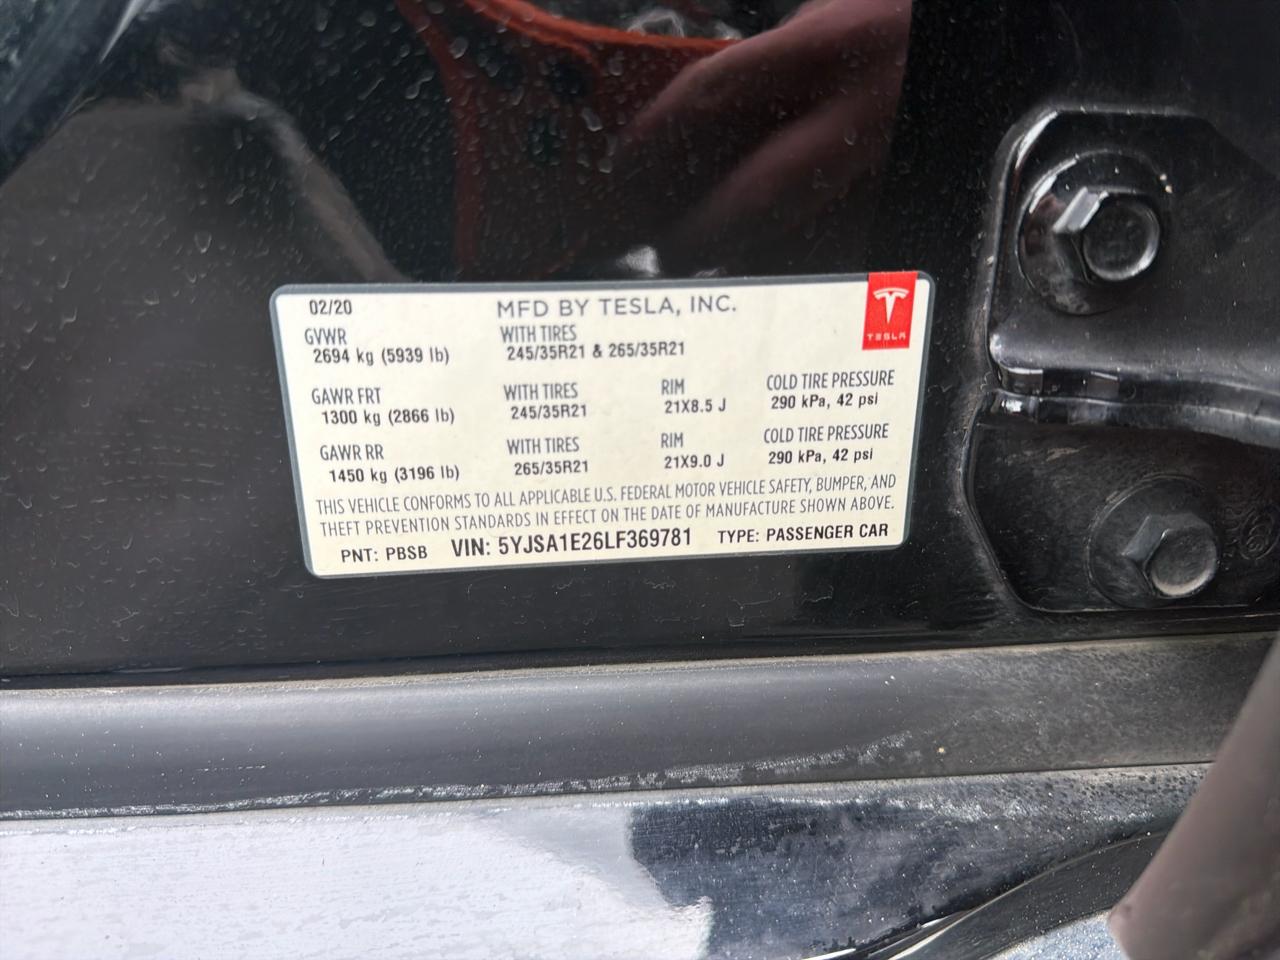 02/20 MFD BY TESLA, INC.
TESLA
GVWR WITH TIRES
2694 kg (5939 lb) 245/35R21 & 265/35R21
GAWR FRT WITH TIRES RIM COLD TIRE PRESSURE
1300 kg (2866 lb) 245/35R21 21X8.5 J 290 kPa, 42 psi
GAWR RR WITH TIRES RIM COLD TIRE PRESSURE
1450 kg (3196 lb) 265/35R21 21X9.0 J 290 kPa, 42 psi
THIS VEHICLE CONFORMS TO ALL APPLICABLE U.S. FEDERAL MOTOR VEHICLE SAFETY, BUMPER, AND
THEFT PREVENTION STANDARDS IN EFFECT ON THE DATE OF MANUFACTURE SHOWN ABOVE.
PNT: PBSB VIN: 5YJSA1E26LF369781 TYPE: PASSENGER CAR